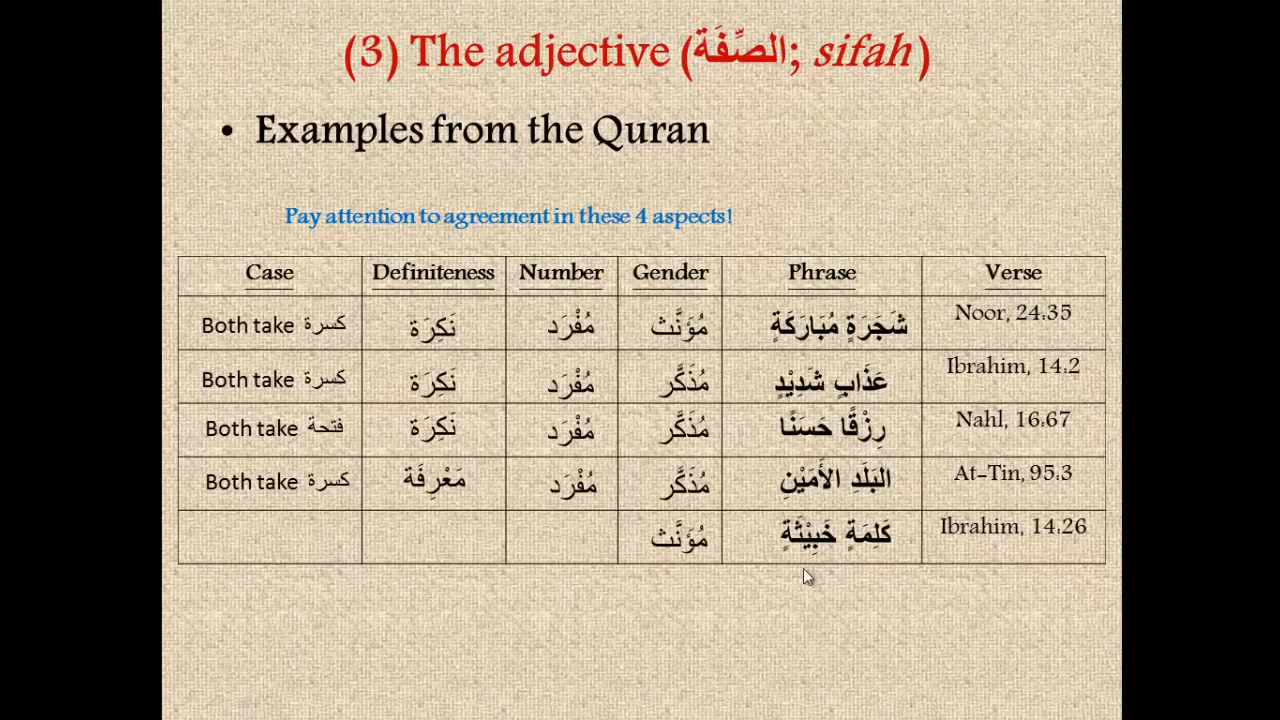 (3) The adjective (الصِّفَة; sifah)
• Examples from the Quran
Pay attention to agreement in these 4 aspects!
Case Definiteness Number Gender Phrase Verse
Both take كسرة نَكِرَة مُفْرَد مُؤَنَّث شَجَرَةٍ مُبَارَكَةٍ Noor, 24:35
Both take كسرة نَكِرَة مُفْرَد مُذَكَّر عَذَابٍ شَدِيْدٍ Ibrahim, 14:2
Both take فتحة نَكِرَة مُفْرَد مُذَكَّر رِزْقًا حَسَنًا Nahl, 16:67
Both take كسرة مَعْرِفَة مُفْرَد مُذَكَّر البَلَدِ الأَمَيْنِ At-Tin, 95:3
مُؤَنَّث كَلِمَةٍ خَبِيْثَةٍ Ibrahim, 14:26